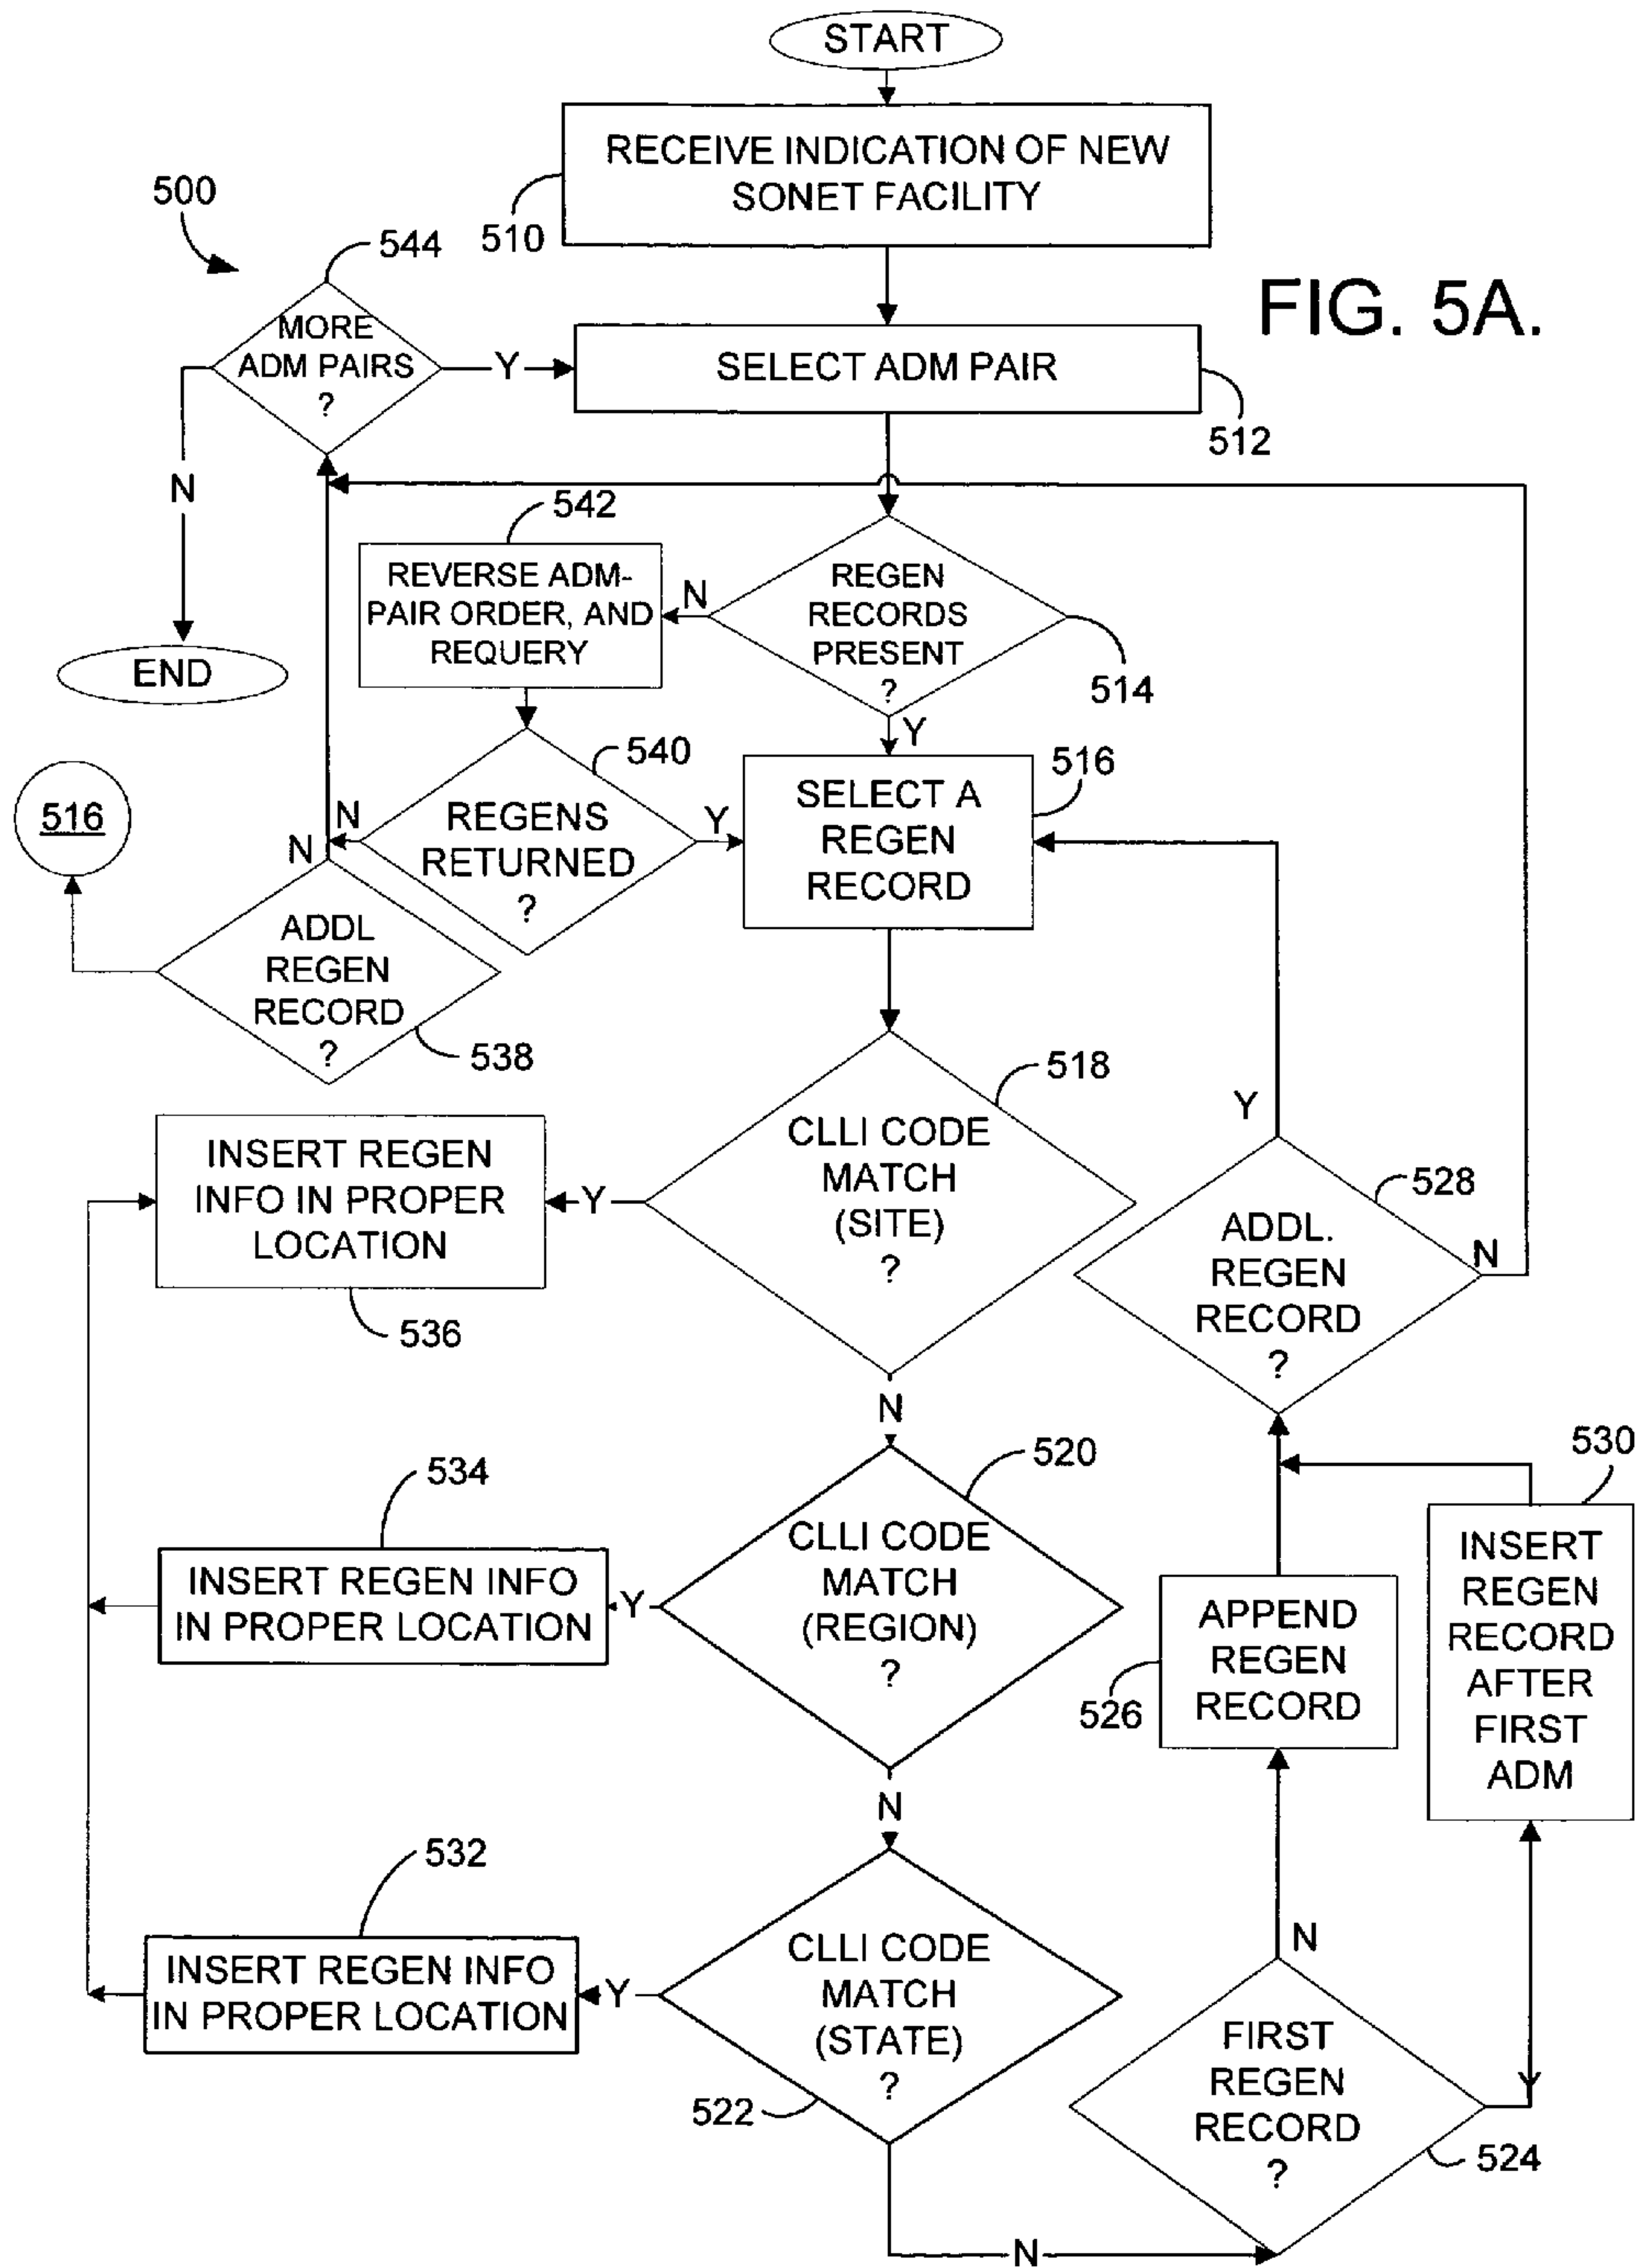 START
RECEIVE INDICATION OF NEW
SONET FACILITY
510
500
544
FIG. 5A.
MORE
ADM PAIRS
?
Y
SELECT ADM PAIR
512
N
542
REVERSE ADM-
PAIR ORDER, AND
REQUERY
N
REGEN
RECORDS
PRESENT
?
514
END
Y
540
516
516
N
REGENS
RETURNED
?
Y
SELECT A
REGEN
RECORD
N
ADDL
REGEN
RECORD
?
538
518
CLLI CODE
MATCH
(SITE)
?
Y
INSERT REGEN
INFO IN PROPER
LOCATION
536
Y
528
ADDL.
REGEN
RECORD
?
N
N
520
534
CLLI CODE
MATCH
(REGION)
?
Y
INSERT REGEN INFO
IN PROPER LOCATION
530
INSERT
REGEN
RECORD
AFTER
FIRST
ADM
APPEND
REGEN
RECORD
526
N
532
CLLI CODE
MATCH
(STATE)
?
Y
INSERT REGEN INFO
IN PROPER LOCATION
522
N
FIRST
REGEN
RECORD
?
Y
524
N